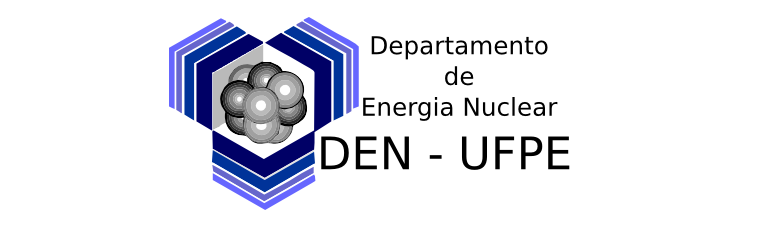 Departamento
de
Energia Nuclear
DEN - UFPE